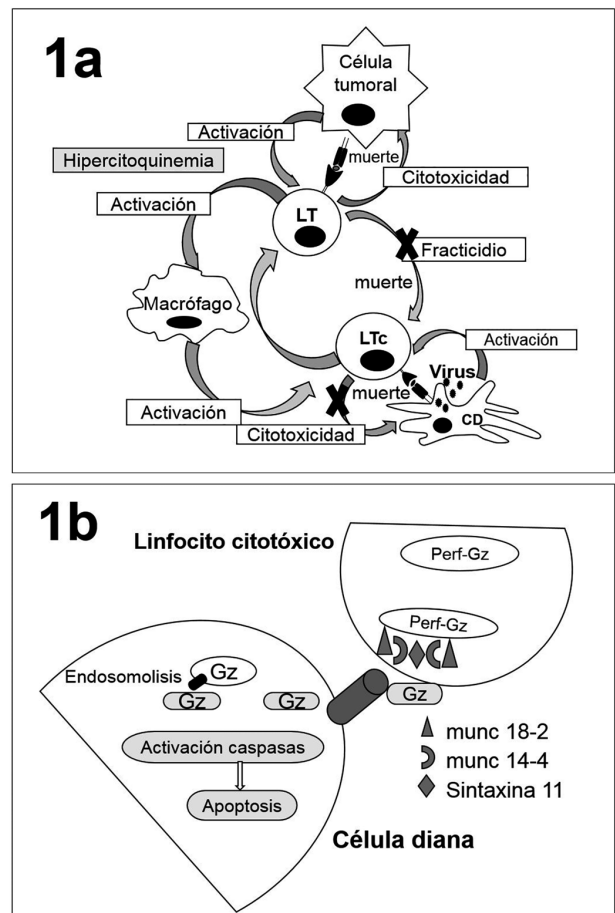 1a
Célula
tumoral
Activación
muerte
Hipercitoquinemia
Citotoxicidad
Activación
LT
Fracticidio
muerte
Macrófago
LTc
Activación
Virus
muerte
Activación
CD
Citotoxicidad
1b
Linfocito citotóxico
Perf-Gz
Perf-Gz
Gz
Endosomolisis
Gz
Gz
Gz
munc 18-2
Activación caspasas
munc 14-4
Sintaxina 11
Apoptosis
Célula diana